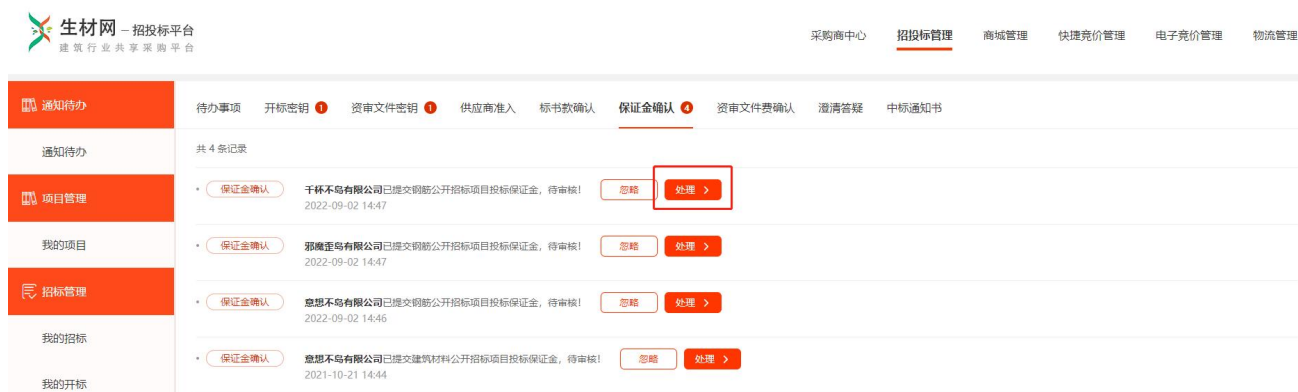 生材网 – 招投标平台
建筑行业共享采购平台
采购商中心 招投标管理 商城管理 快捷竞价管理 电子竞价管理 物流管理
通知待办
待办事项 开标密钥 1 资审文件密钥 1 供应商准入 标书款确认 保证金确认 4 资审文件费确认 澄清答疑 中标通知书
通知待办
共 4 条记录
项目管理
保证金确认 千杯不岛有限公司已提交钢筋公开招标项目投标保证金，待审核！ 忽略 处理 >
2022-09-02 14:47
我的项目
保证金确认 邪魔歪岛有限公司已提交钢筋公开招标项目投标保证金，待审核！ 忽略 处理 >
2022-09-02 14:47
招标管理
保证金确认 意想不岛有限公司已提交钢筋公开招标项目投标保证金，待审核！ 忽略 处理 >
2022-09-02 14:46
我的招标
保证金确认 意想不岛有限公司已提交建筑材料公开招标项目投标保证金，待审核！ 忽略 处理 >
2021-10-21 14:44
我的开标